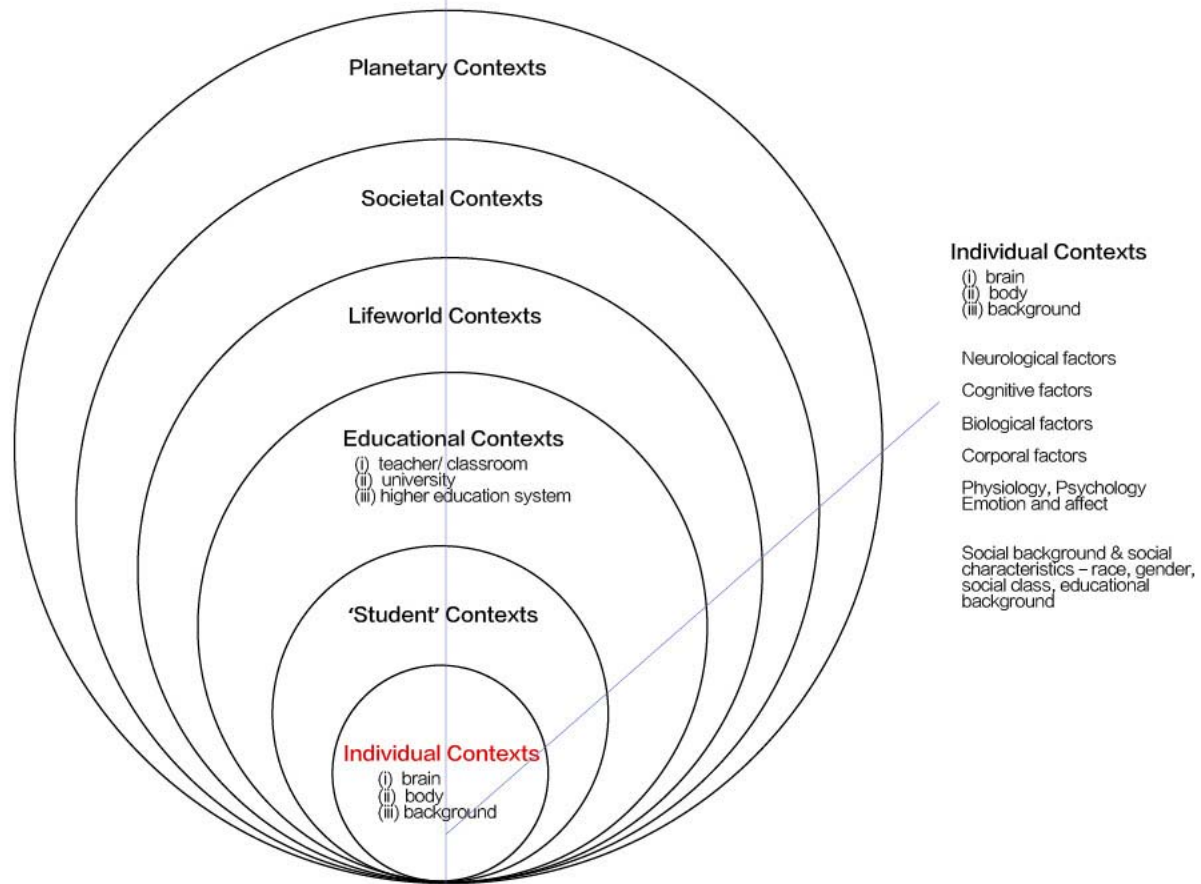 Planetary Contexts
Societal Contexts
Lifeworld Contexts
Educational Contexts
(i) teacher/ classroom
(ii) university
(iii) higher education system
‘Student’ Contexts
Individual Contexts
(i) brain
(ii) body
(iii) background
Individual Contexts
(i) brain
(ii) body
(iii) background
Neurological factors
Cognitive factors
Biological factors
Corporal factors
Physiology, Psychology
Emotion and affect
Social background & social
characteristics – race, gender,
social class, educational
background